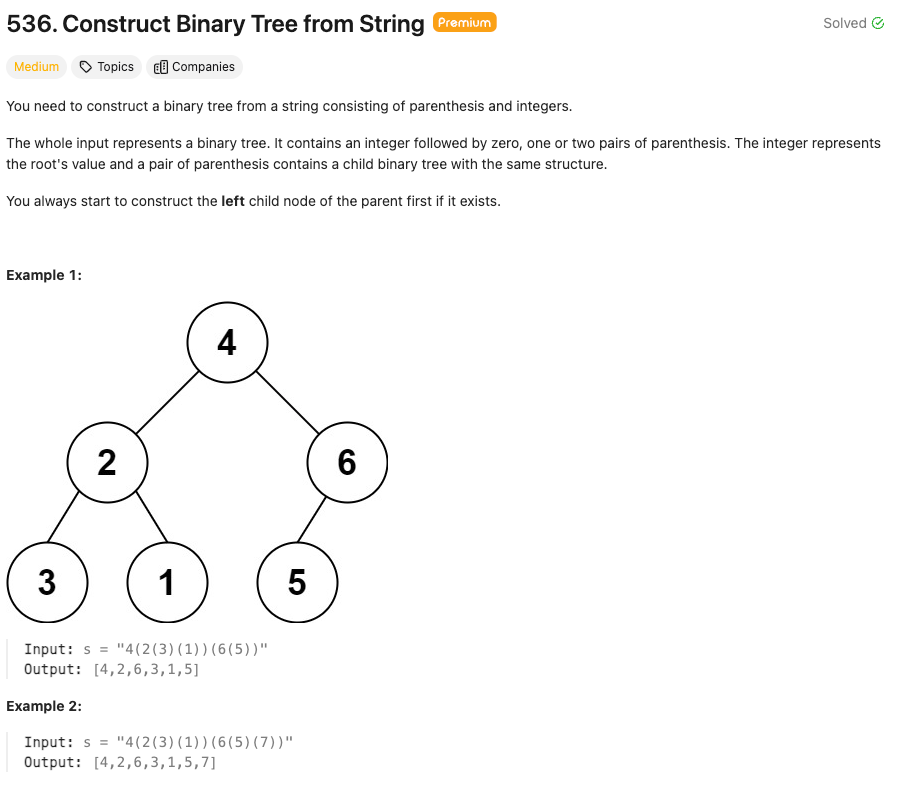 536. Construct Binary Tree from String Premium Solved
Medium Topics Companies
You need to construct a binary tree from a string consisting of parenthesis and integers.
The whole input represents a binary tree. It contains an integer followed by zero, one or two pairs of parenthesis. The integer represents
the root's value and a pair of parenthesis contains a child binary tree with the same structure.
You always start to construct the left child node of the parent first if it exists.
Example 1:
4
2 6
3 1 5
Input: s = "4(2(3)(1))(6(5))"
Output: [4,2,6,3,1,5]
Example 2:
Input: s = "4(2(3)(1))(6(5)(7))"
Output: [4,2,6,3,1,5,7]